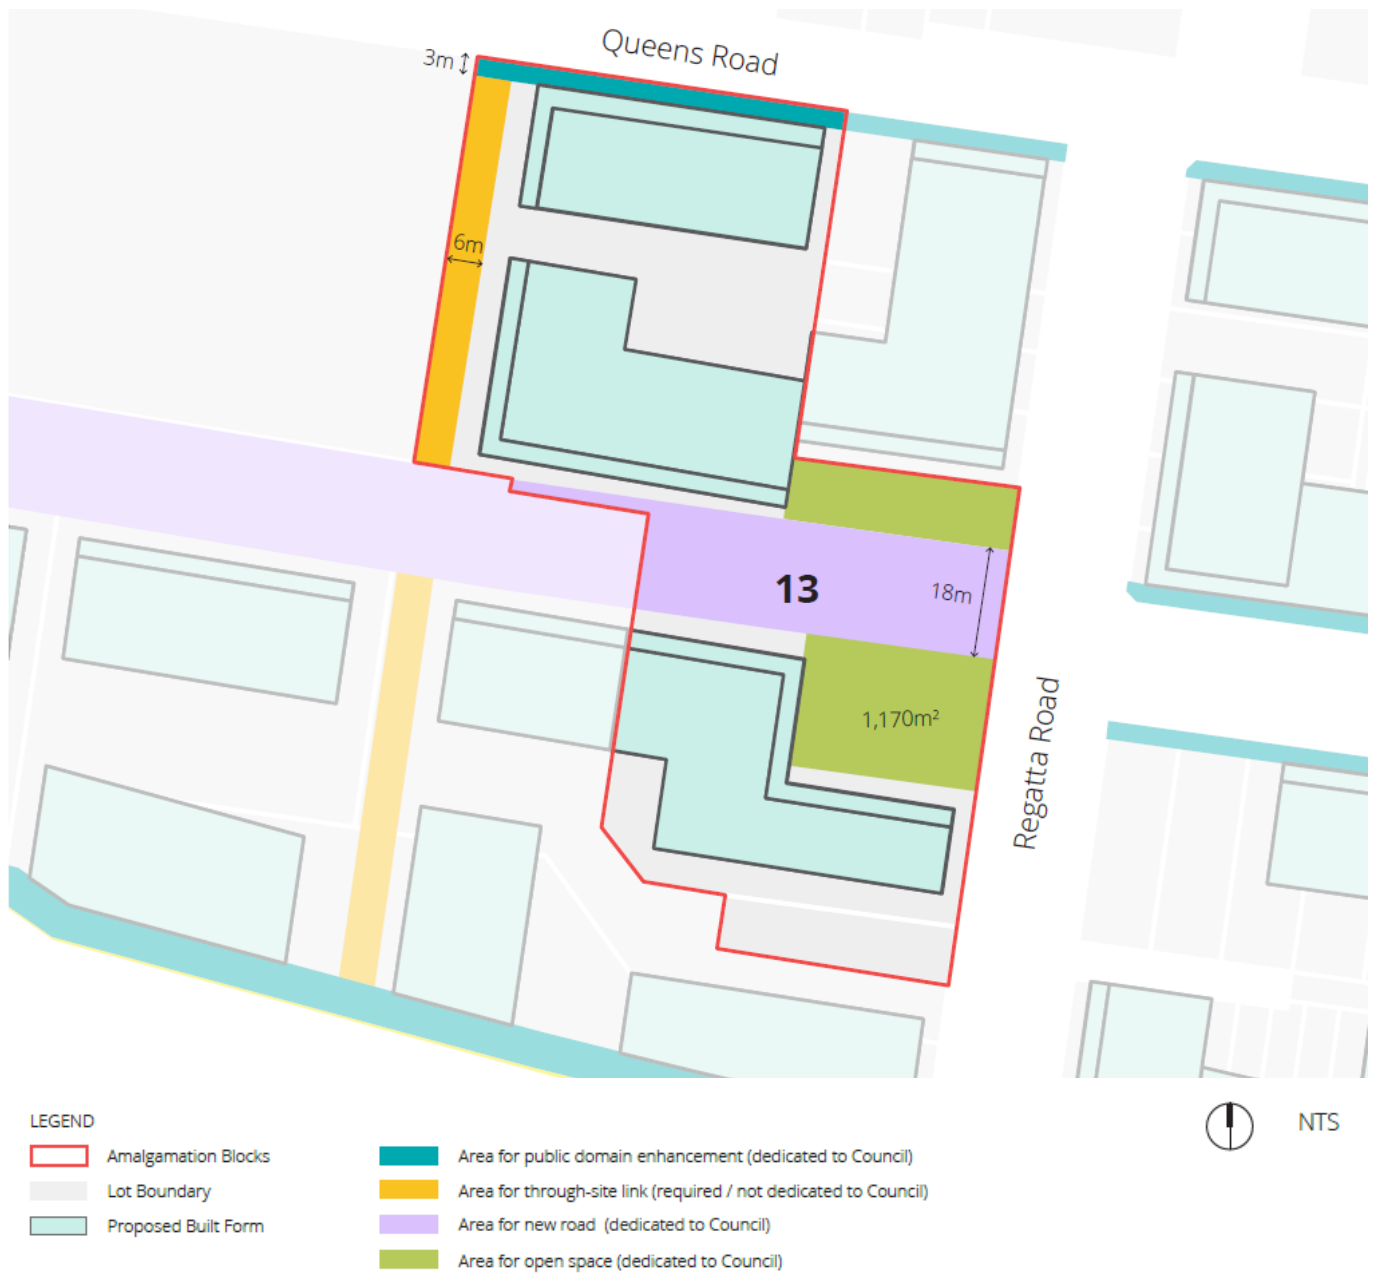 Queens Road
3m
6m
13
18m
1,170m²
Regatta Road
LEGEND
Amalgamation Blocks
Lot Boundary
Proposed Built Form
Area for public domain enhancement (dedicated to Council)
Area for through-site link (required / not dedicated to Council)
Area for new road (dedicated to Council)
Area for open space (dedicated to Council)
NTS